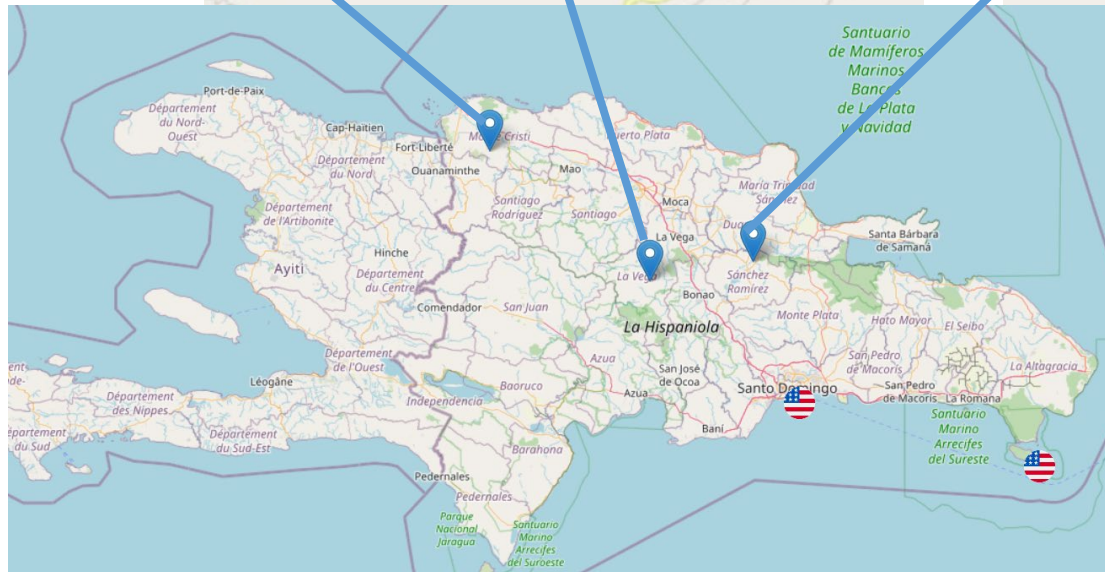 Santuario
de Mamíferos
Marinos
Bancos
de La Plata
y Navidad
Port-de-Paix
Département
du Nord-
Ouest
Cap-Haïtien
Fort-Liberté
Ouanaminthe
Département
du Nord
Cristi
Puerto Plata
Mao
Santiago
Rodríguez
Santiago
Moca
María Trinidad
Sánchez
Département
de l'Artibonite
La Vega
Santa Bárbara
de Samaná
Hinche
Ayiti
Département
du Centre
La Vega
Sánchez
Ramírez
Bonao
Comendador
San Juan
La Hispaniola
Monte Plata
Hato Mayor
El Seibo
Département
de l'Ouest
Azua
San José
de Ocoa
San Pedro
de Macorís
La Altagracia
Léogâne
Baoruco
Azua
Santo Domingo
San Pedro
de Macorís
La Romana
Département
des Nippes
Independencia
Département
du Sud-Est
Département
du Sud
Baní
Barahona
Santuario
Marino
Arrecifes
del Sureste
Pedernales
Pedernales
Parque
Nacional
Jaragua
Santuario
Marino
Arrecifes
del Suroeste